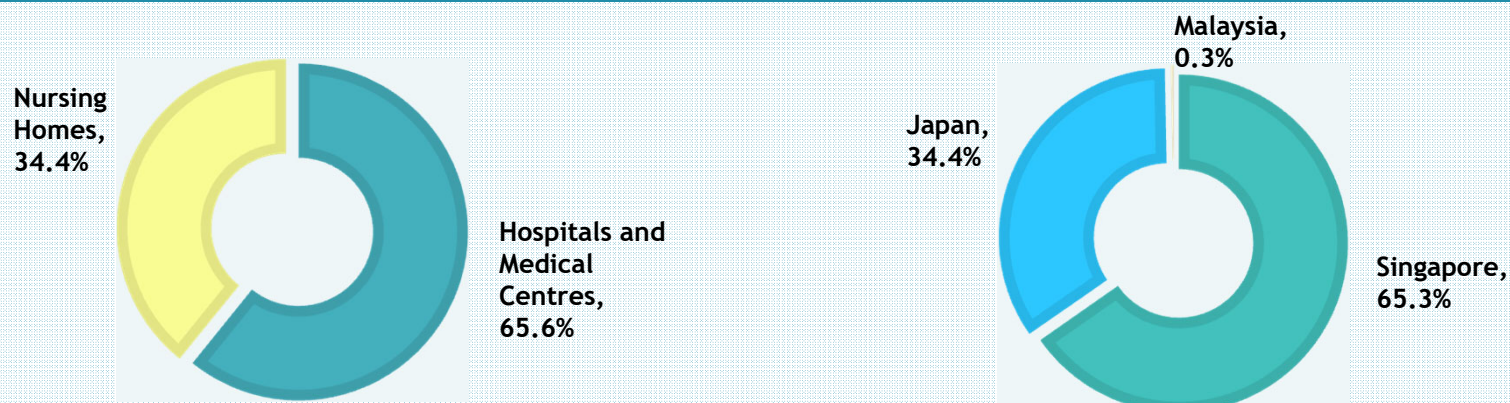 Nursing
Homes,
34.4%
Hospitals and
Medical
Centres,
65.6%
Malaysia,
0.3%
Japan,
34.4%
Singapore,
65.3%